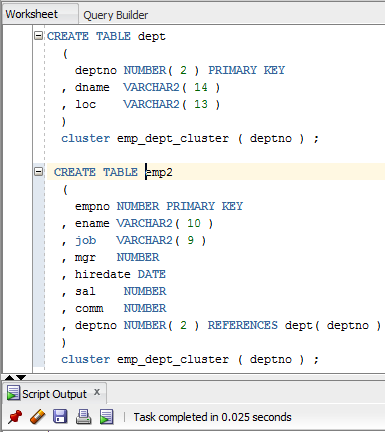 Worksheet Query Builder
CREATE TABLE dept
(
deptno NUMBER( 2 ) PRIMARY KEY
, dname VARCHAR2( 14 )
, loc VARCHAR2( 13 )
)
cluster emp_dept_cluster ( deptno ) ;
CREATE TABLE emp2
(
empno NUMBER PRIMARY KEY
, ename VARCHAR2( 10 )
, job VARCHAR2( 9 )
, mgr NUMBER
, hiredate DATE
, sal NUMBER
, comm NUMBER
, deptno NUMBER( 2 ) REFERENCES dept( deptno )
)
cluster emp_dept_cluster ( deptno ) ;
Script Output x
Task completed in 0.025 seconds